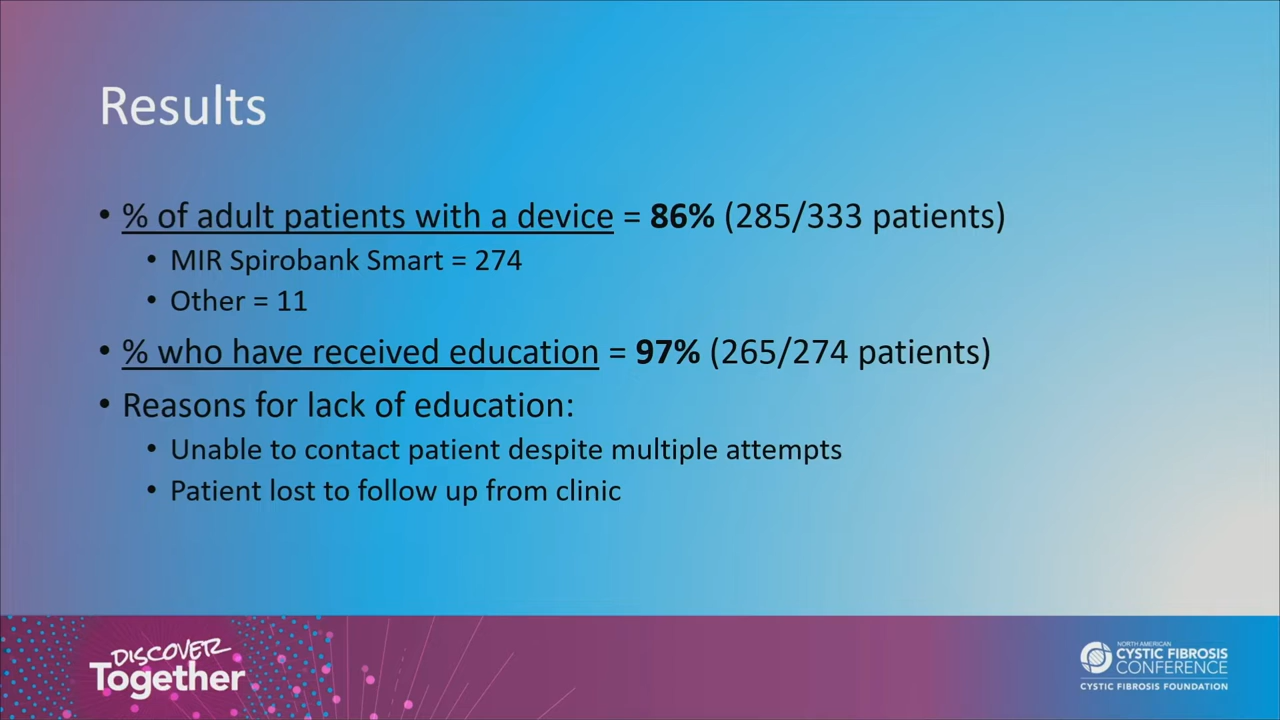 Results
• % of adult patients with a device = 86% (285/333 patients)
• MIR Spirobank Smart = 274
• Other = 11
• % who have received education = 97% (265/274 patients)
• Reasons for lack of education:
• Unable to contact patient despite multiple attempts
• Patient lost to follow up from clinic
DISCOVER
Together
NORTH AMERICAN
CYSTIC FIBROSIS
CONFERENCE
CYSTIC FIBROSIS FOUNDATION